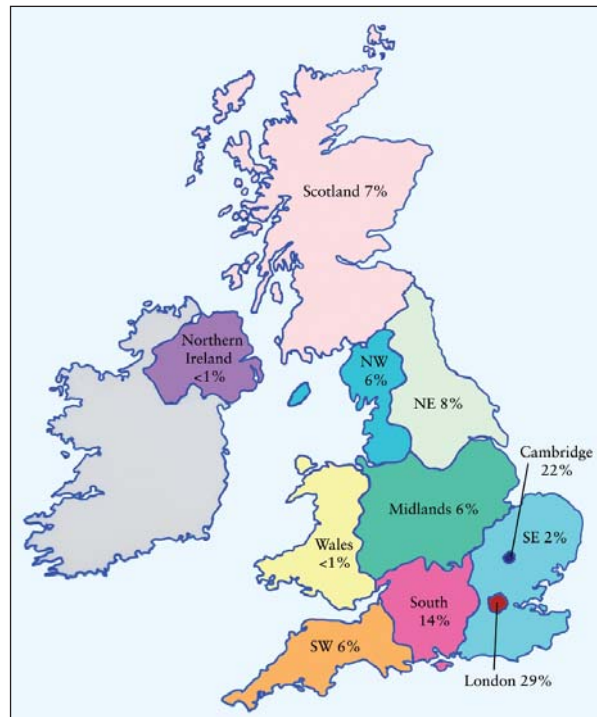 Scotland 7%
Northern
Ireland
<1%
NW
6%
NE 8%
Cambridge
22%
Midlands 6%
SE 2%
Wales
<1%
South
14%
SW 6%
London 29%